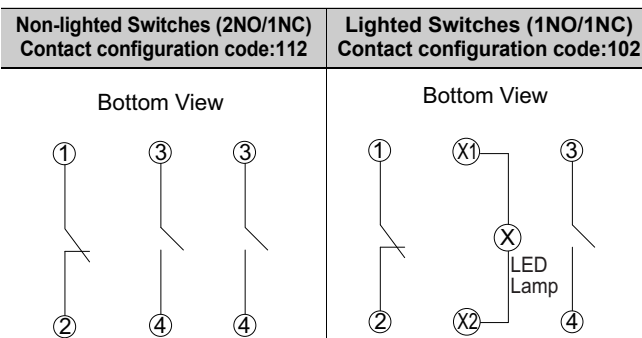 Non-lighted Switches (2NO/1NC)
Contact configuration code:112
Lighted Switches (1NO/1NC)
Contact configuration code:102
Bottom View
Bottom View
1 3 3
1 X1 3
X
LED
Lamp
2 4 4
2 X2 4